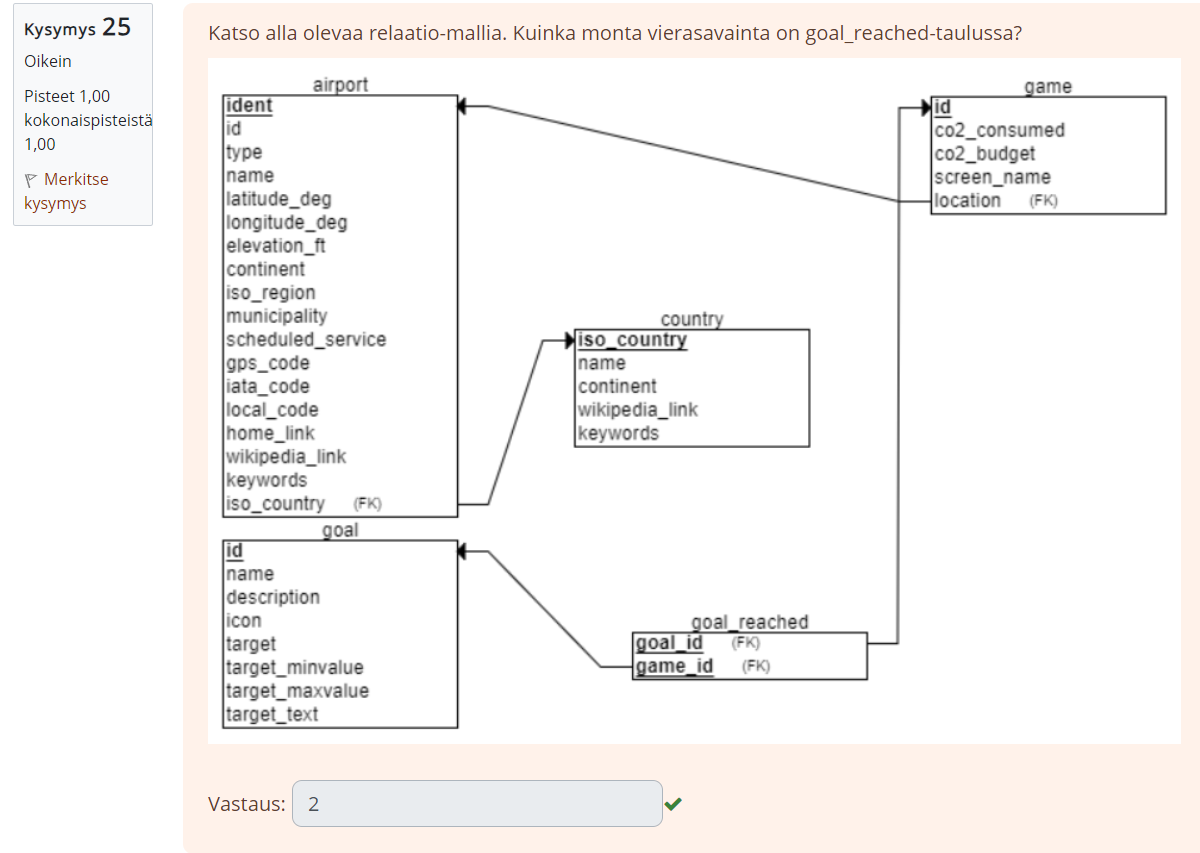 Kysymys 25
Oikein
Pisteet 1,00
kokonaispisteistä
1,00
Merkitse
kysymys
Katso alla olevaa relaatio-mallia. Kuinka monta vierasavainta on goal_reached-taulussa?
airport
ident
id
type
name
latitude_deg
longitude_deg
elevation_ft
continent
iso_region
municipality
scheduled_service
gps_code
iata_code
local_code
home_link
wikipedia_link
keywords
iso_country (FK)
game
id
co2_consumed
co2_budget
screen_name
location (FK)
country
iso_country
name
continent
wikipedia_link
keywords
goal
id
name
description
icon
target
target_minvalue
target_maxvalue
target_text
goal_reached
goal_id (FK)
game_id (FK)
Vastaus: 2